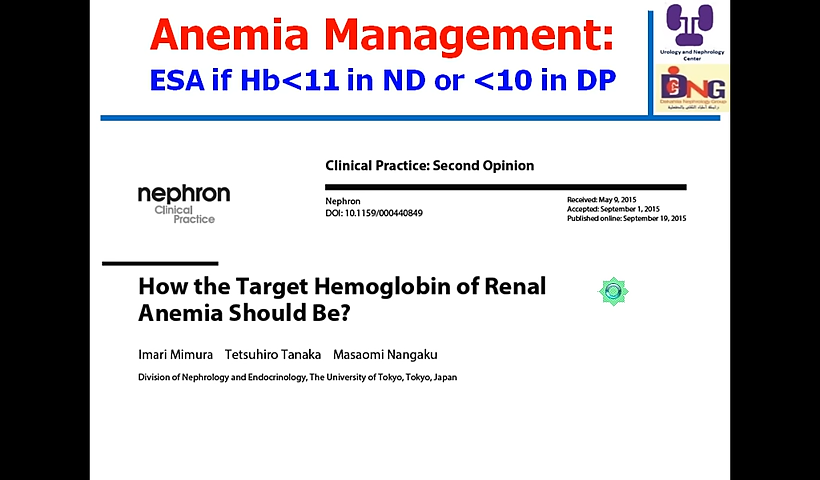 Anemia Management:
ESA if Hb<11 in ND or <10 in DP
Urology and Nephrology
Center
DNG
nephron
Clinical
Practice
Clinical Practice: Second Opinion
Nephron
DOI: 10.1159/000440849
Received: May 9, 2015
Accepted: September 1, 2015
Published online: September 19, 2015
How the Target Hemoglobin of Renal
Anemia Should Be?
Imari Mimura Tetsuhiro Tanaka Masaomi Nangaku
Division of Nephrology and Endocrinology, The University of Tokyo, Tokyo, Japan